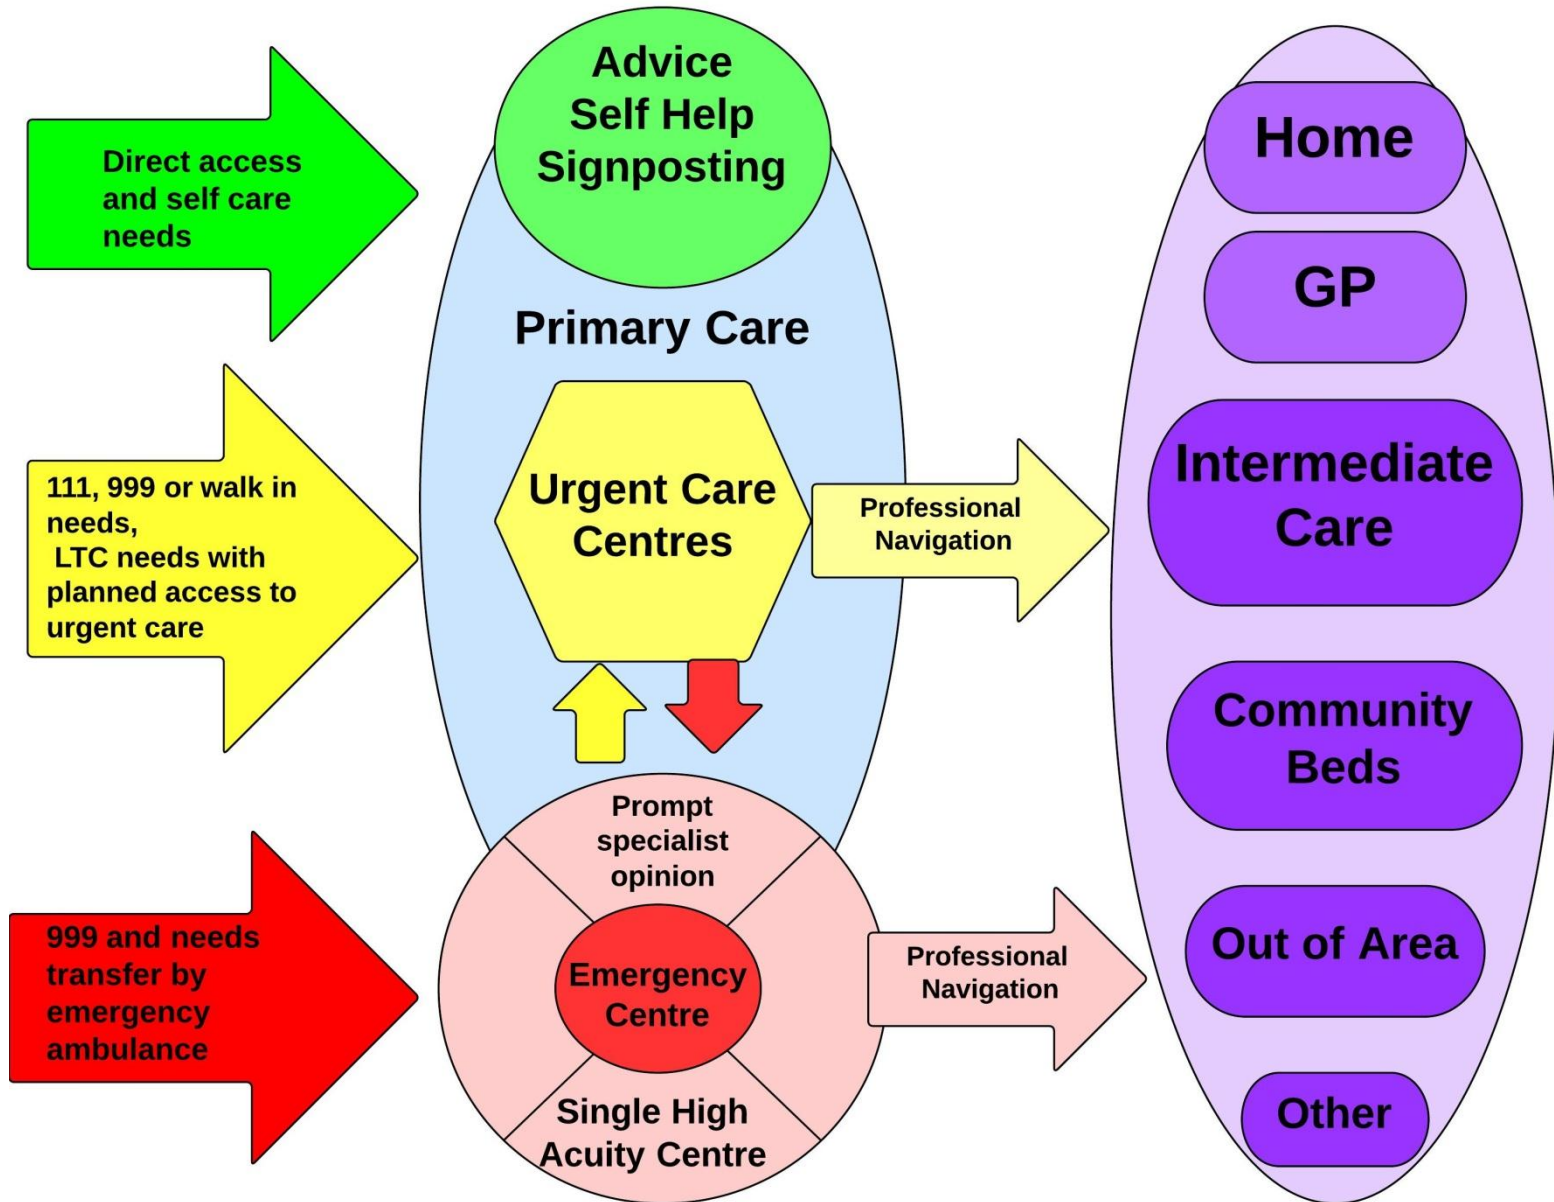 Direct access
and self care
needs
111, 999 or walk in
needs,
LTC needs with
planned access to
urgent care
999 and needs
transfer by
emergency
ambulance
Advice
Self Help
Signposting
Primary Care
Urgent Care
Centres
Prompt
specialist
opinion
Emergency
Centre
Single High
Acuity Centre
Professional
Navigation
Professional
Navigation
Home
GP
Intermediate
Care
Community
Beds
Out of Area
Other